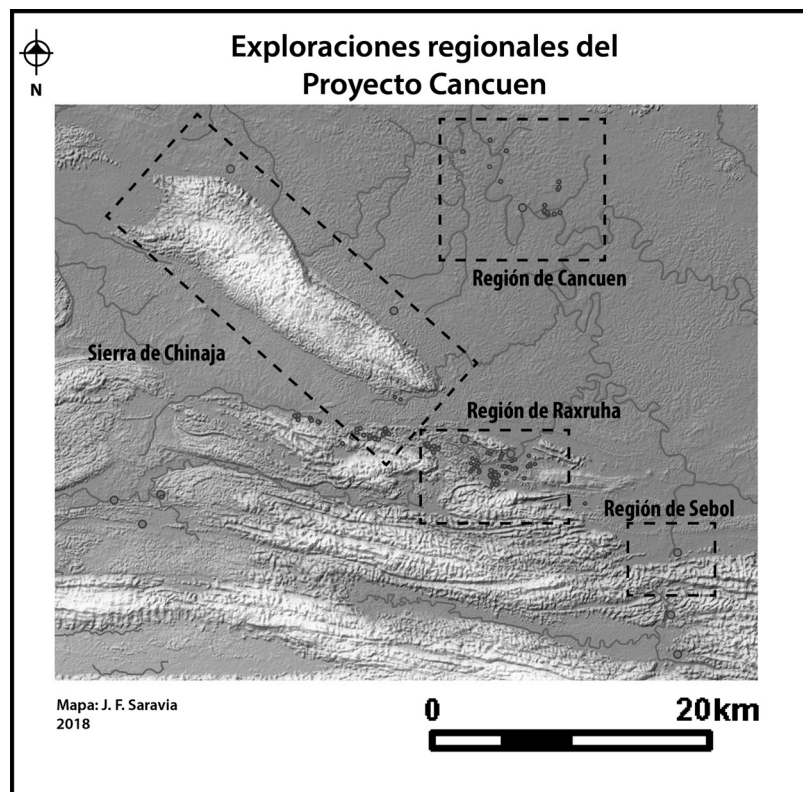 Exploraciones regionales del
Proyecto Cancuen
N
Región de Cancuen
Sierra de Chinaja
Región de Raxruha
Región de Sebol
Mapa: J. F. Saravia
2018
0 20km